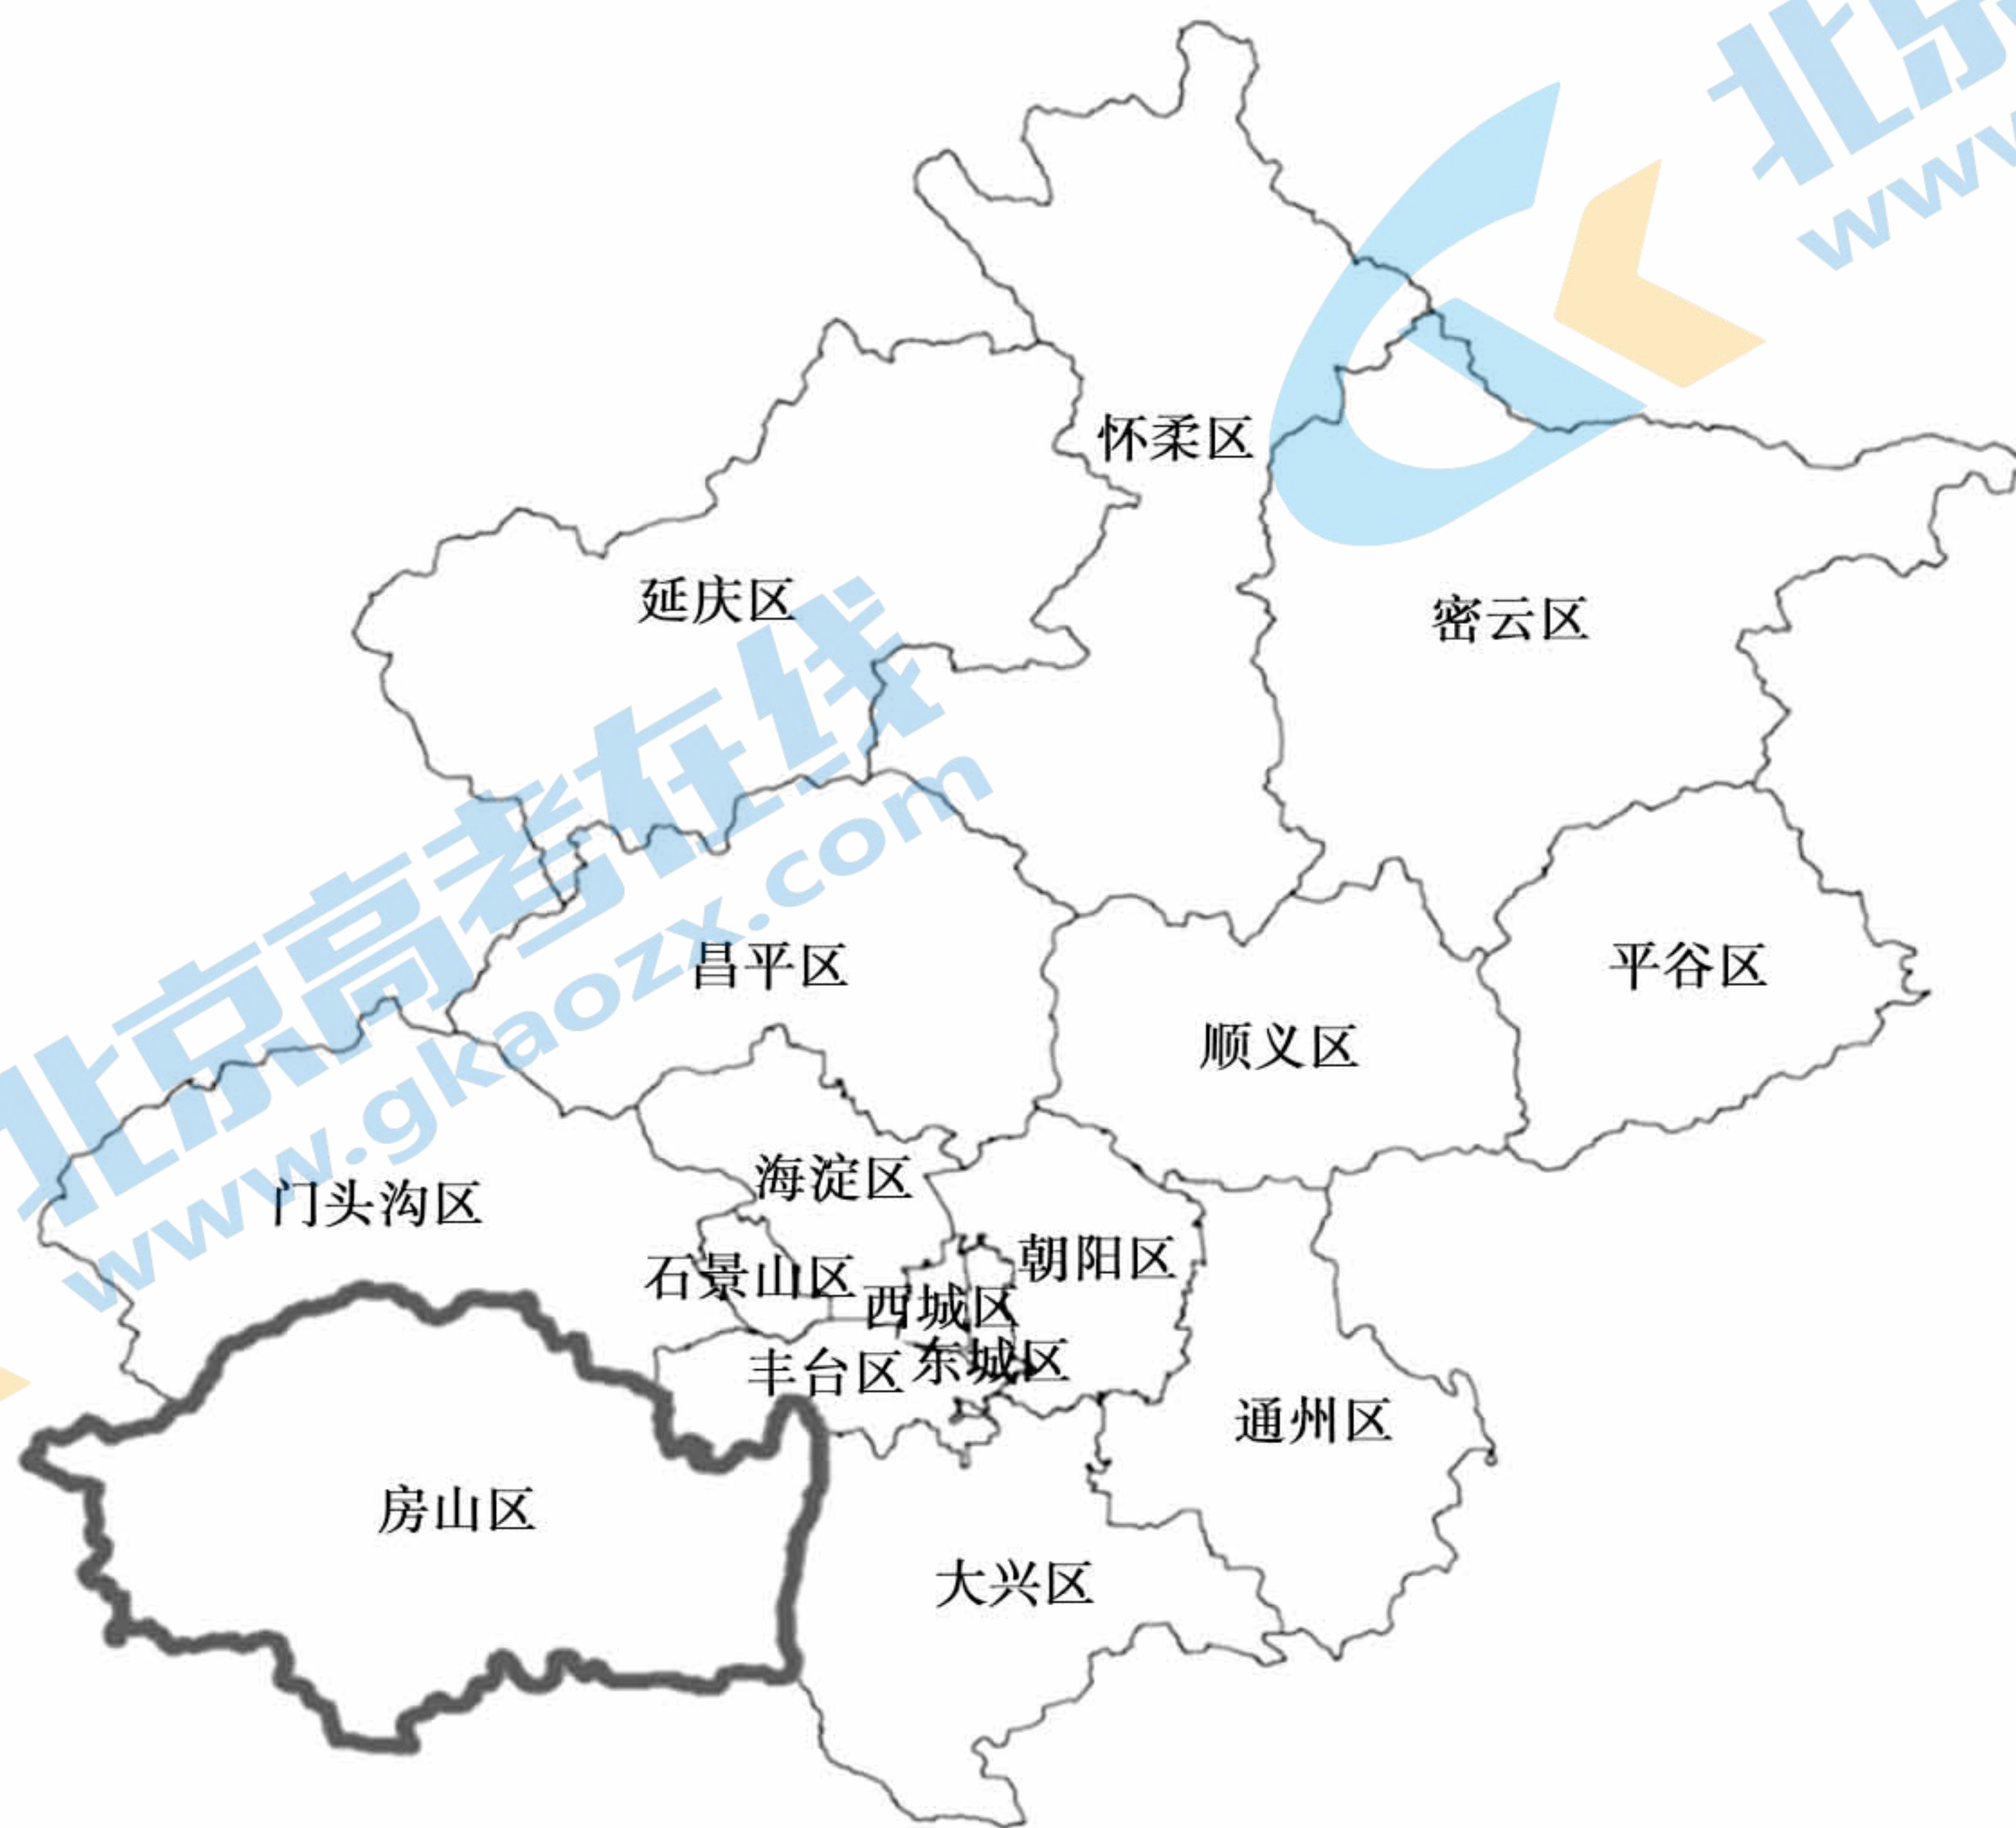 北京
www
怀柔区
延庆区
密云区
北京高考在线
www.gkaozx.com
昌平区
平谷区
顺义区
海淀区
门头沟区
朝阳区
石景山区
西城区
东城区
丰台区
通州区
房山区
大兴区